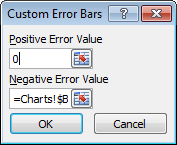 Custom Error Bars
Positive Error Value
0
Negative Error Value
=Charts!$B
OK Cancel